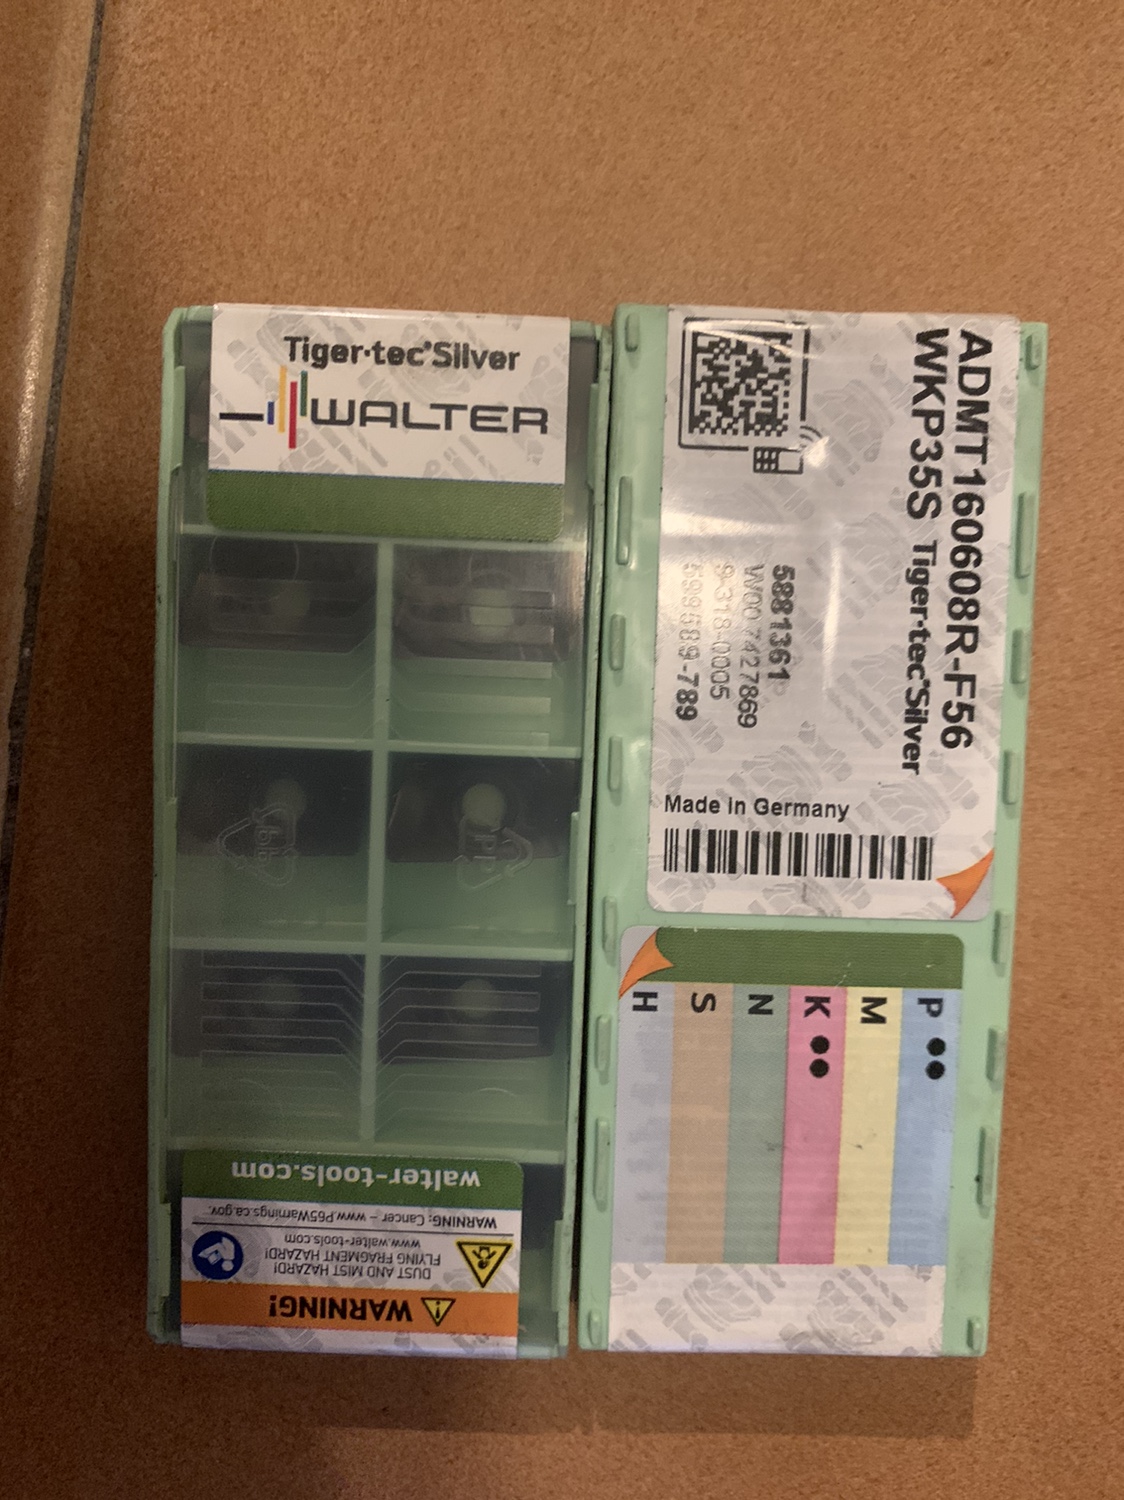 Tiger·tec®Silver
WALTER
walter-tools.com
WARNING: Cancer – www.P65Warnings.ca.gov.
DUST AND MIST HAZARD!
FLYING FRAGMENT HAZARD!
www.walter-tools.com
WARNING!
ADMT160608R-F56
WKP35S Tiger·tec®Silver
5881361
W00 7427869
9-318-0005
-789
Made in Germany
P
M
K
N
S
H